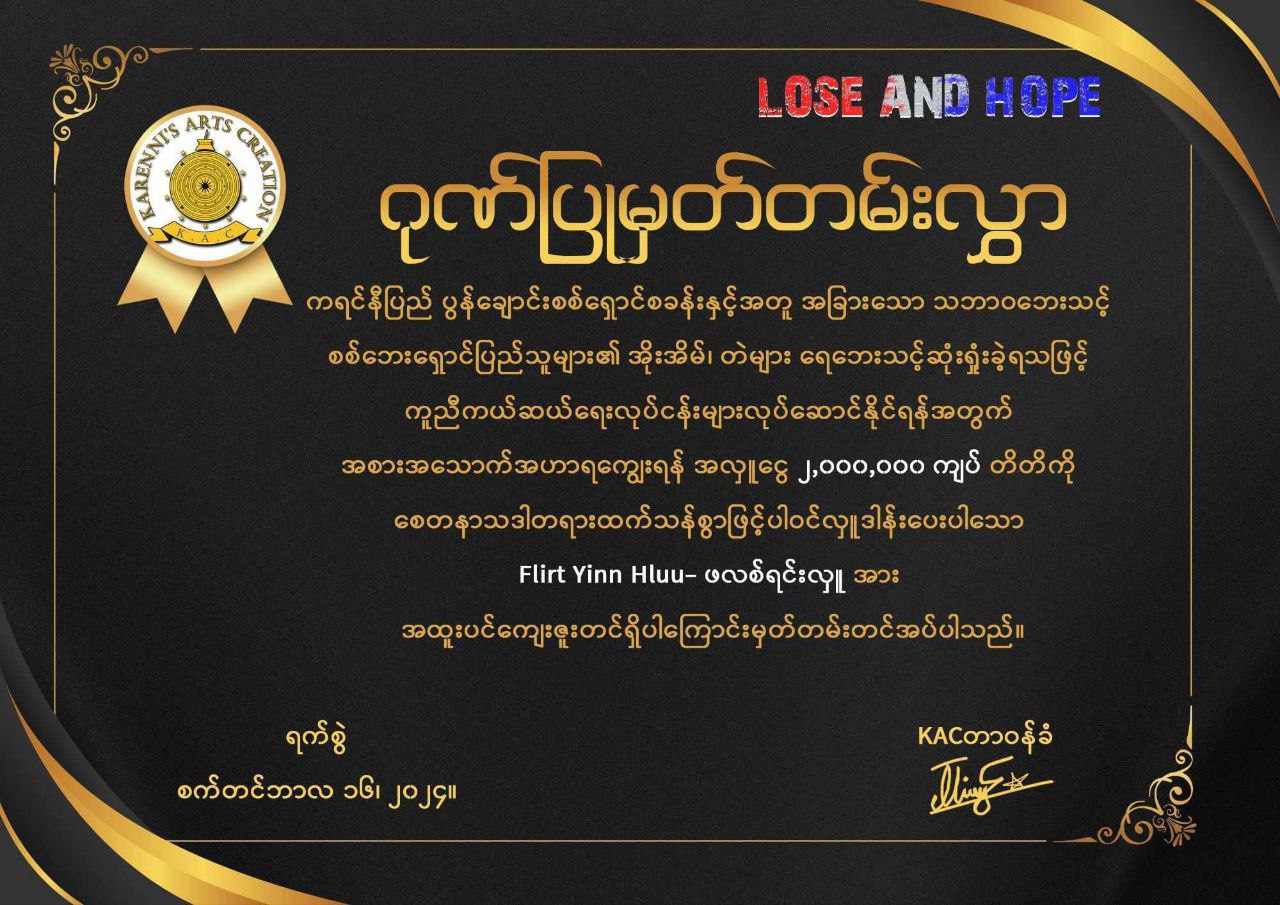 LOSE AND HOPE
KARENNI'S ARTS CREATION
K.A.C
ဂုဏ်ပြုမှတ်တမ်းလွှာ
ကရင်နီပြည် ပွန်ချောင်းစစ်ရှောင်စခန်းနှင့်အတူ အခြားသော သဘာဝဘေးသင့်
စစ်ဘေးရှောင်ပြည်သူများ၏ အိုးအိမ်၊ တဲများ ရေဘေးသင့်ဆုံးရှုံးခဲ့ရသဖြင့်
ကူညီကယ်ဆယ်ရေးလုပ်ငန်းများလုပ်ဆောင်နိုင်ရန်အတွက်
အစားအသောက်အဟာရကျွေးရန် အလှူငွေ ၂,၀၀၀,၀၀၀ ကျပ် တိတိကို
စေတနာသဒါတရားထက်သန်စွာဖြင့်ပါဝင်လှူဒါန်းပေးပါသော
Flirt Yinn Hluu- ဖလစ်ရင်းလှူ အား
အထူးပင်ကျေးဇူးတင်ရှိပါကြောင်းမှတ်တမ်းတင်အပ်ပါသည်။
ရက်စွဲ
စက်တင်ဘာလ ၁၆၊ ၂၀၂၄။
KACတာဝန်ခံ